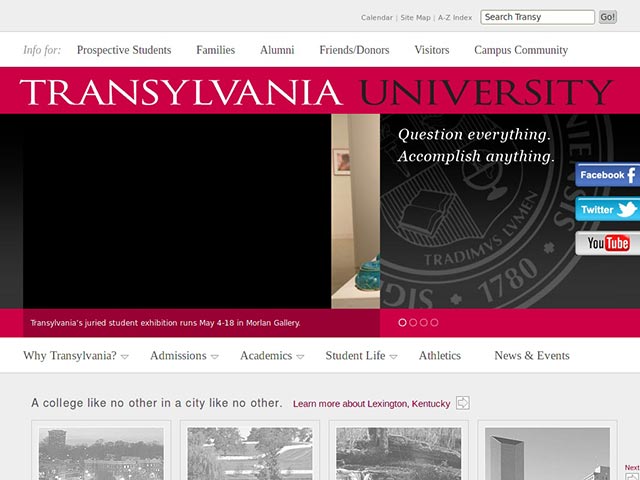 Calendar | Site Map | A-Z Index
Search Transy
Go!
Info for: Prospective Students Families Alumni Friends/Donors Visitors Campus Community
TRANSYLVANIA UNIVERSITY
Question everything.
Accomplish anything.
Facebook f
Twitter
YouTube
TRADIMVS LVMEN
1780
Transylvania's juried student exhibition runs May 4-18 in Morlan Gallery.
Why Transylvania? Admissions Academics Student Life Athletics News & Events
A college like no other in a city like no other. Learn more about Lexington, Kentucky
Next